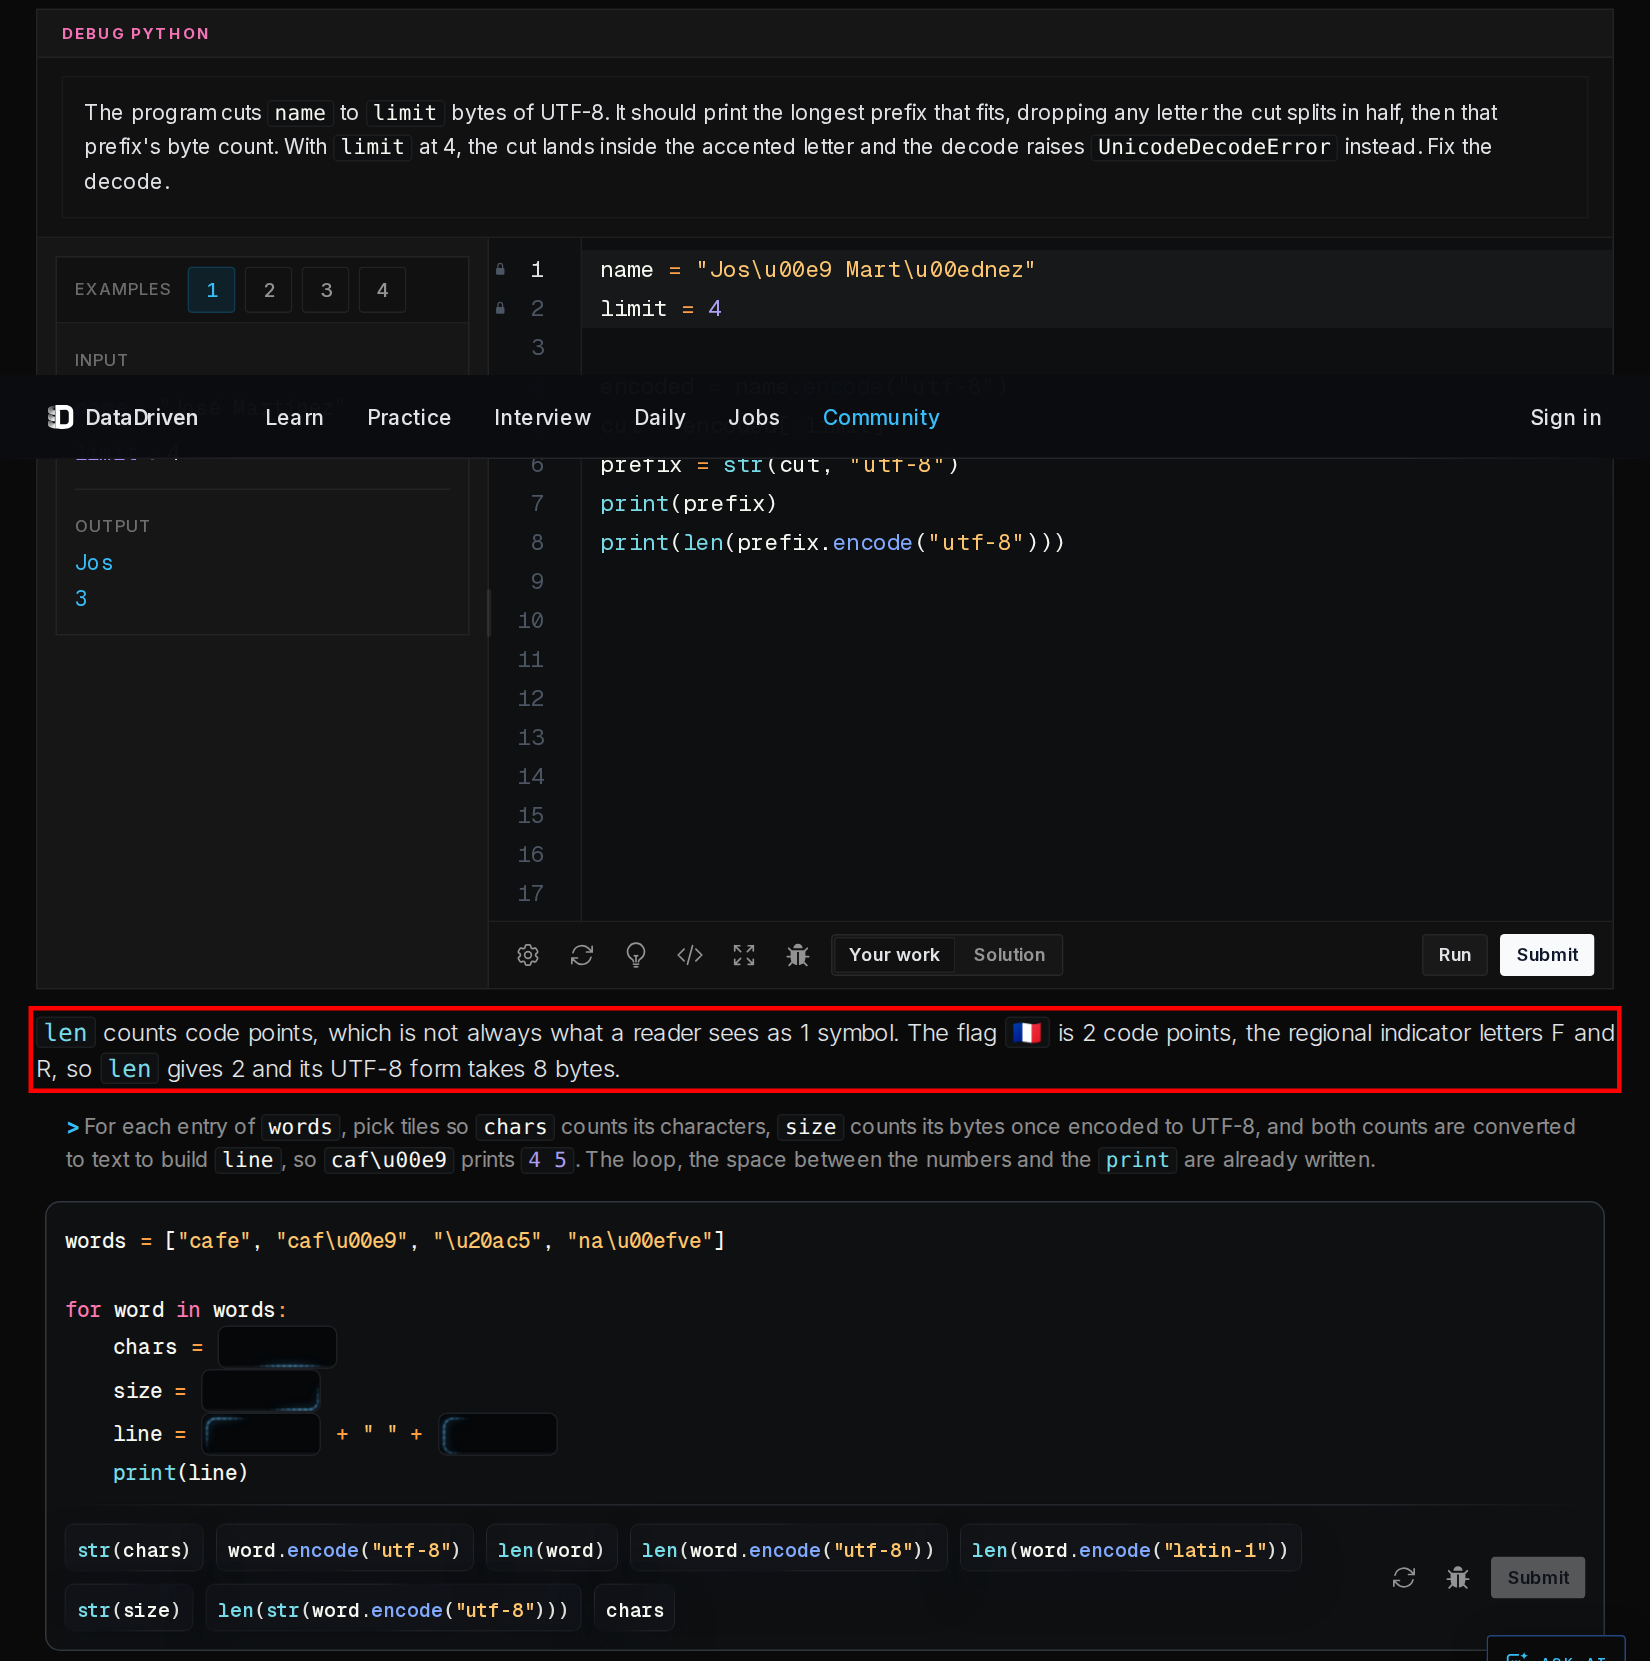 DEBUG PYTHON
The program cuts name to limit bytes of UTF-8. It should print the longest prefix that fits, dropping any letter the cut splits in half, then that
prefix's byte count. With limit at 4, the cut lands inside the accented letter and the decode raises UnicodeDecodeError instead. Fix the
decode.
EXAMPLES 1 2 3 4
INPUT
OUTPUT
Jos
3
1 name = "Jos\u00e9 Mart\u00ednez"
2 limit = 4
3
encoded = name.encode("utf-8")
DataDriven Learn Practice Interview Daily Jobs Community Sign in
6 prefix = str(cut, "utf-8")
7 print(prefix)
8 print(len(prefix.encode("utf-8")))
9
10
11
12
13
14
15
16
17
Your work Solution Run Submit
len counts code points, which is not always what a reader sees as 1 symbol. The flag 🇫🇷 is 2 code points, the regional indicator letters F and
R, so len gives 2 and its UTF-8 form takes 8 bytes.
> For each entry of words, pick tiles so chars counts its characters, size counts its bytes once encoded to UTF-8, and both counts are converted
to text to build line, so caf\u00e9 prints 4 5. The loop, the space between the numbers and the print are already written.
words = ["cafe", "caf\u00e9", "\u20ac5", "na\u00efve"]
for word in words:
chars =
size =
line = + " " +
print(line)
str(chars) word.encode("utf-8") len(word) len(word.encode("utf-8")) len(word.encode("latin-1"))
str(size) len(str(word.encode("utf-8"))) chars
Submit